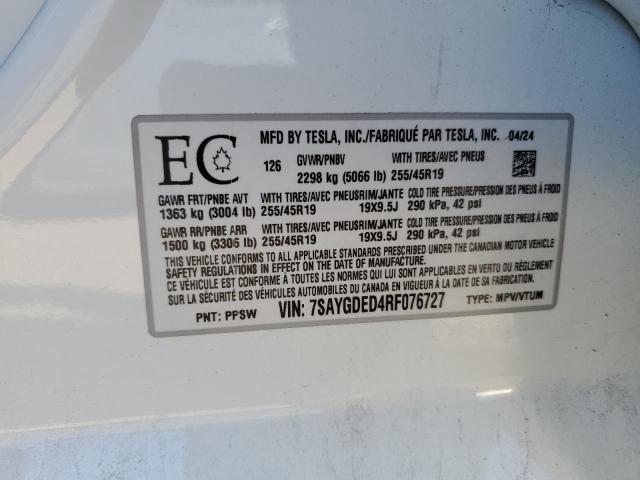 EC
MFD BY TESLA, INC./FABRIQUÉ PAR TESLA, INC. 04/24
126 GVWR/PNBV WITH TIRES/AVEC PNEUS
2298 kg (5066 lb) 255/45R19
GAWR FRT/PNBE AVT WITH TIRES/AVEC PNEUS RIM/JANTE COLD TIRE PRESSURE/PRESSION DES PNEUS À FROID
1363 kg (3004 lb) 255/45R19 19X9.5J 290 kPa, 42 psi
GAWR RR/PNBE ARR WITH TIRES/AVEC PNEUS RIM/JANTE COLD TIRE PRESSURE/PRESSION DES PNEUS À FROID
1500 kg (3306 lb) 255/45R19 19X9.5J 290 kPa, 42 psi
THIS VEHICLE CONFORMS TO ALL APPLICABLE STANDARDS PRESCRIBED UNDER THE CANADIAN MOTOR VEHICLE
SAFETY REGULATIONS IN EFFECT ON THE DATE OF MANUFACTURE
CE VÉHICULE EST CONFORME À TOUTES LES NORMES QUI LUI SONT APPLICABLES EN VERTU DU RÈGLEMENT
SUR LA SÉCURITÉ DES VÉHICULES AUTOMOBILES DU CANADA EN VIGUEUR À LA DATE DE SA FABRICATION
PNT: PPSW VIN: 7SAYGDED4RF076727 TYPE: MPV/VTUM